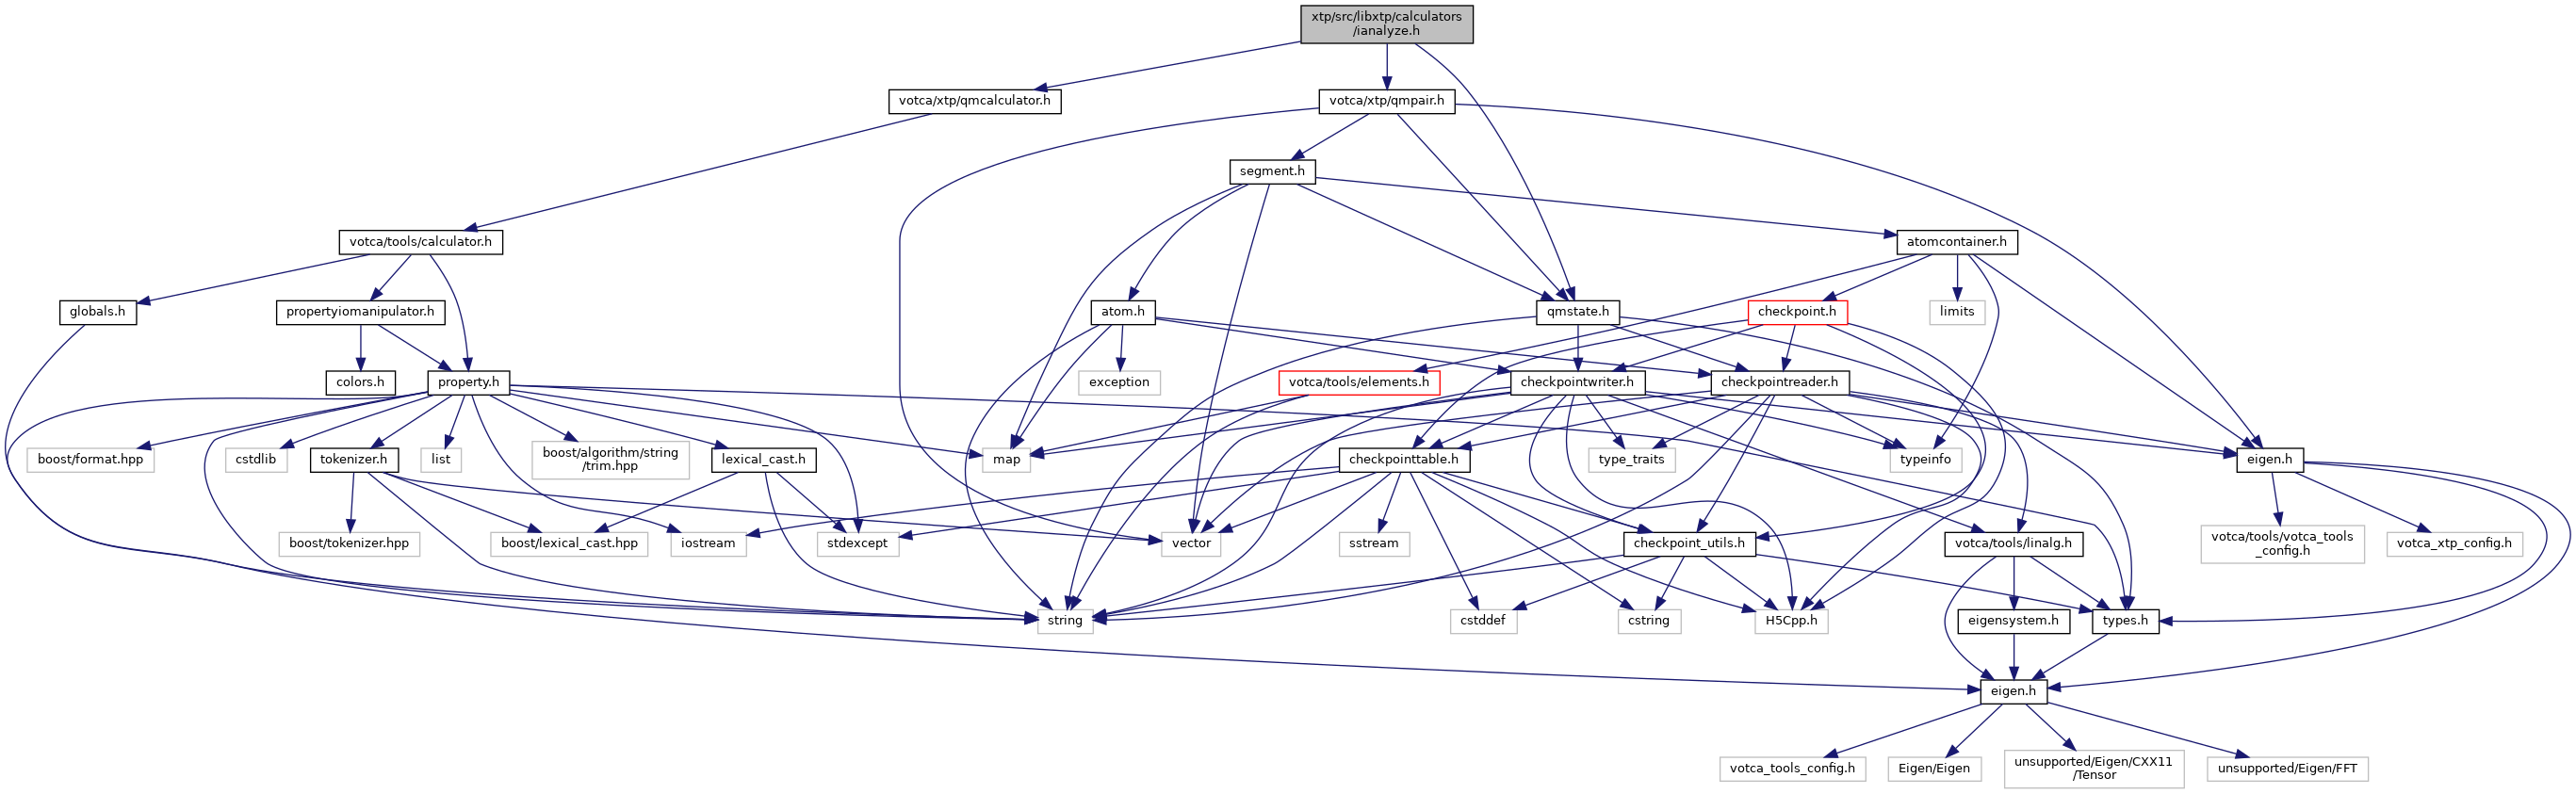 xtp/src/libxtp/calculators
/ianalyze.h
votca/xtp/qmcalculator.h
votca/xtp/qmpair.h
segment.h
votca/tools/calculator.h
atomcontainer.h
globals.h
propertyiomanipulator.h
atom.h
qmstate.h
checkpoint.h
limits
colors.h
property.h
exception
votca/tools/elements.h
checkpointwriter.h
checkpointreader.h
boost/format.hpp
cstdlib
tokenizer.h
list
boost/algorithm/string
/trim.hpp
lexical_cast.h
map
checkpointtable.h
type_traits
typeinfo
eigen.h
boost/tokenizer.hpp
boost/lexical_cast.hpp
iostream
stdexcept
vector
sstream
checkpoint_utils.h
votca/tools/linalg.h
votca/tools/votca_tools
_config.h
votca_xtp_config.h
string
cstddef
cstring
H5Cpp.h
eigensystem.h
types.h
eigen.h
votca_tools_config.h
Eigen/Eigen
unsupported/Eigen/CXX11
/Tensor
unsupported/Eigen/FFT